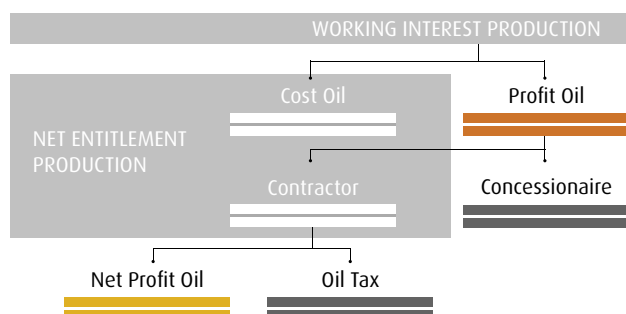 WORKING INTEREST PRODUCTION
Cost Oil
Profit Oil
NET ENTITLEMENT
PRODUCTION
Contractor
Concessionaire
Net Profit Oil
Oil Tax